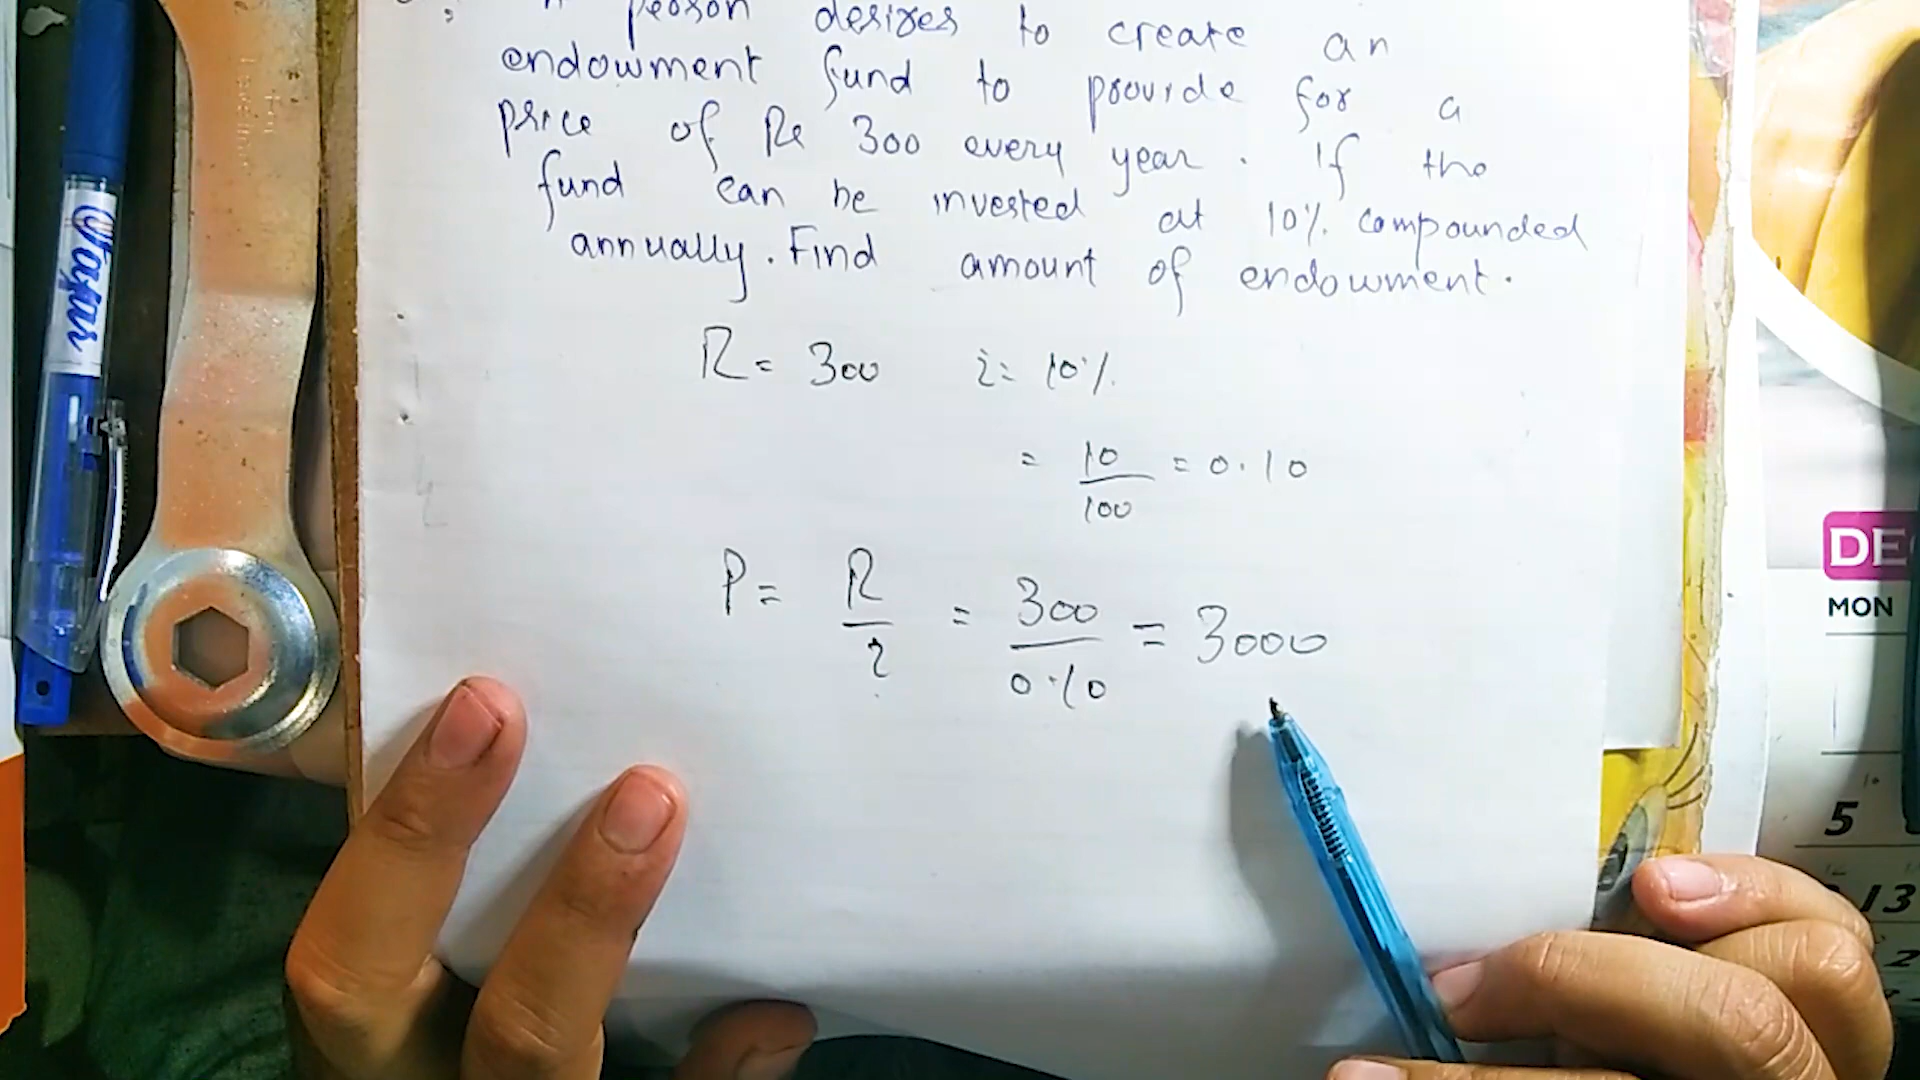 person desires to create an
endowment fund to provide for a
price of Rs 300 every year. If the
fund can be invested at 10% compounded
annually. Find amount of endowment.
R = 300 i = 10%
= 10/100 = 0.10
P = R/i = 300/0.10 = 3000
DE
MON
5
13
2